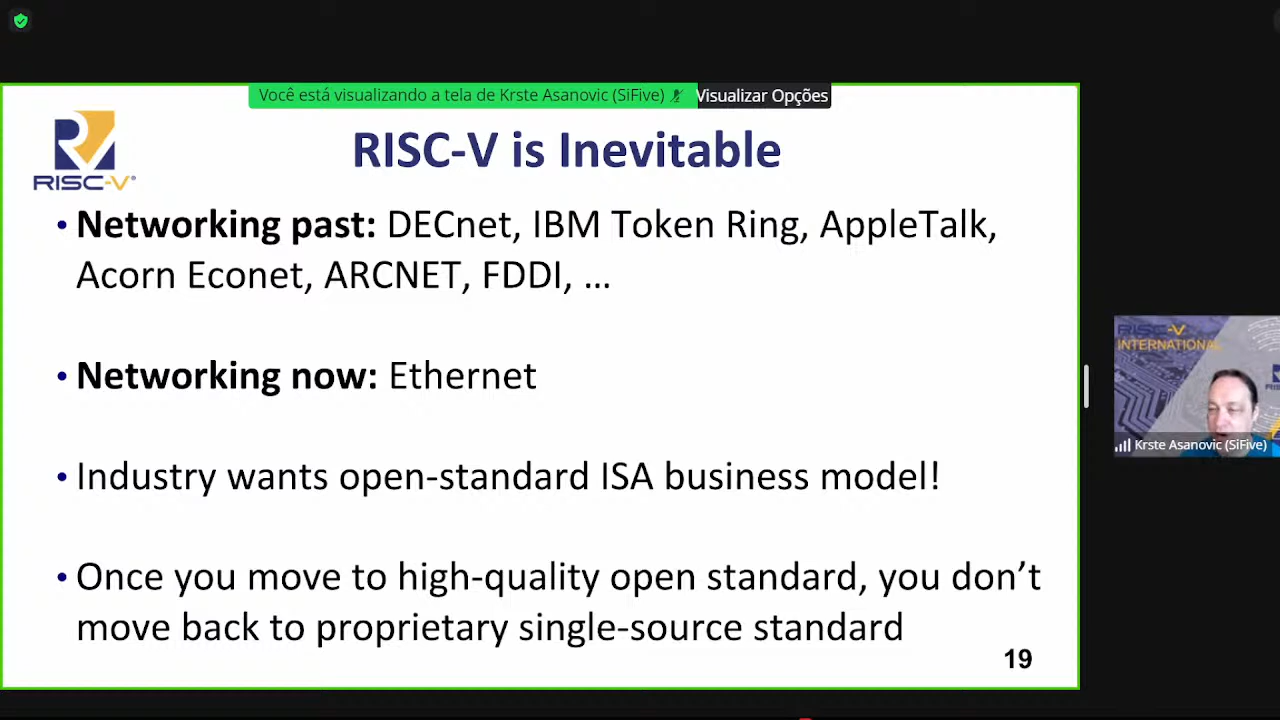 Você está visualizando a tela de Krste Asanovic (SiFive)
Visualizar Opções
RISC-V®
RISC-V is Inevitable
• Networking past: DECnet, IBM Token Ring, AppleTalk,
Acorn Econet, ARCNET, FDDI, ...
• Networking now: Ethernet
• Industry wants open-standard ISA business model!
• Once you move to high-quality open standard, you don’t
move back to proprietary single-source standard
19
RISC-V
INTERNATIONAL
Krste Asanovic (SiFive)